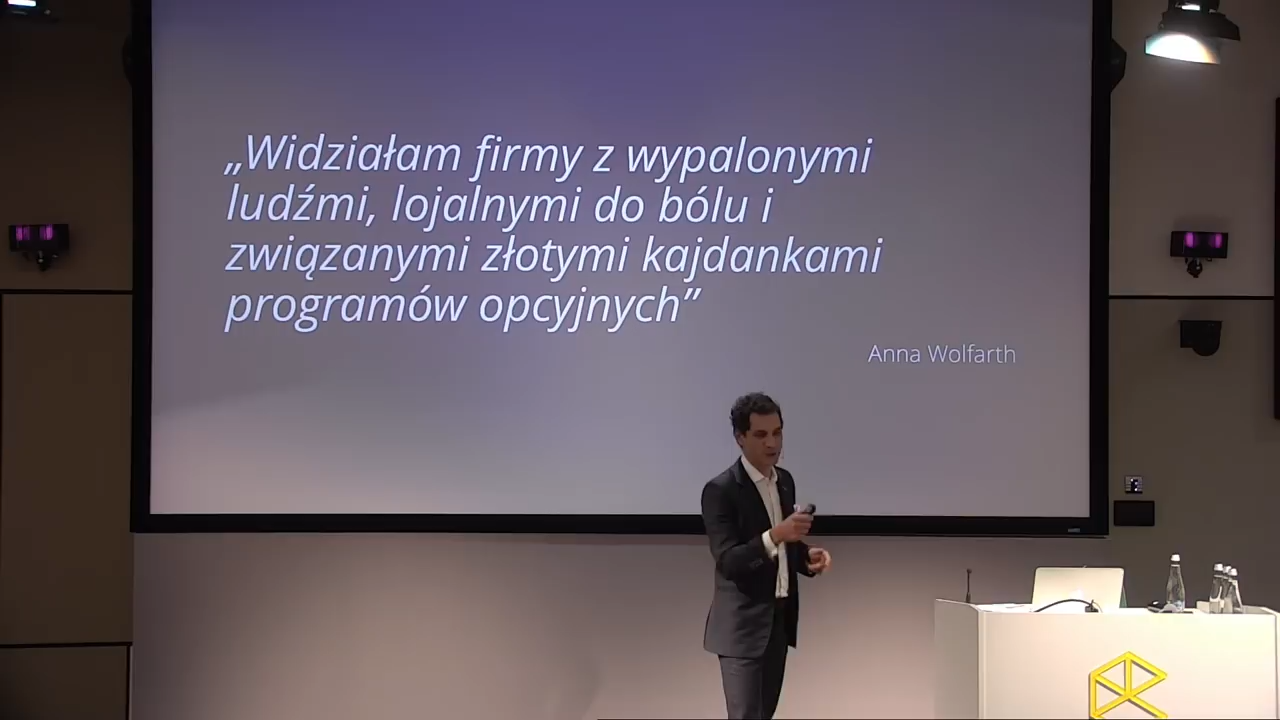 „Widziałam firmy z wypalonymi
ludźmi, lojalnymi do bólu i
związanymi złotymi kajdankami
programów opcyjnych”
Anna Wolfarth